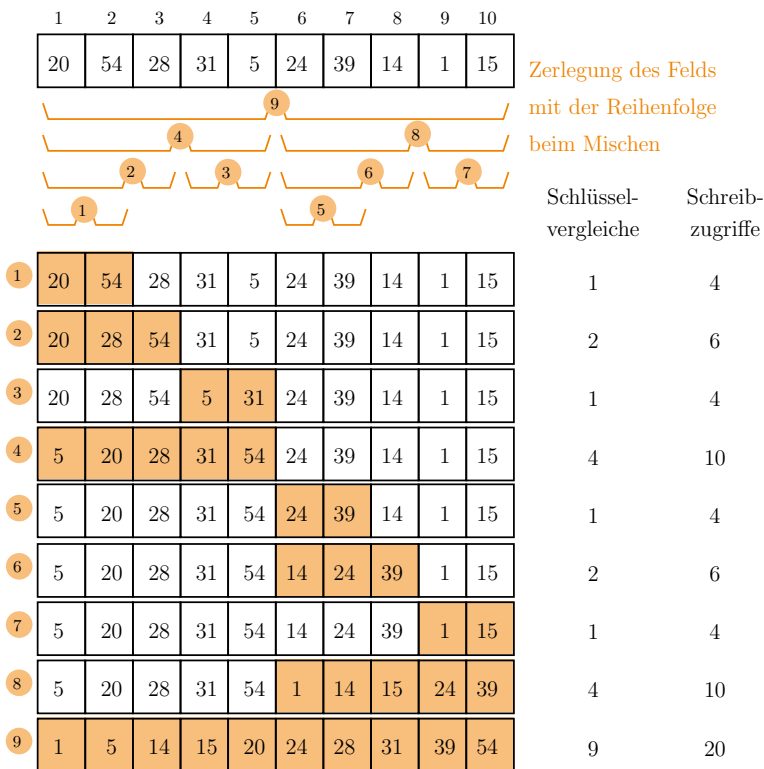 1 2 3 4 5 6 7 8 9 10
20 54 28 31 5 24 39 14 1 15
Zerlegung des Felds
mit der Reihenfolge
beim Mischen
9
4 8
2 3 6 7
1 5
Schlüssel-
vergleiche
Schreib-
zugriffe
1 20 54 28 31 5 24 39 14 1 15 1 4
2 20 28 54 31 5 24 39 14 1 15 2 6
3 20 28 54 5 31 24 39 14 1 15 1 4
4 5 20 28 31 54 24 39 14 1 15 4 10
5 5 20 28 31 54 24 39 14 1 15 1 4
6 5 20 28 31 54 14 24 39 1 15 2 6
7 5 20 28 31 54 14 24 39 1 15 1 4
8 5 20 28 31 54 1 14 15 24 39 4 10
9 1 5 14 15 20 24 28 31 39 54 9 20